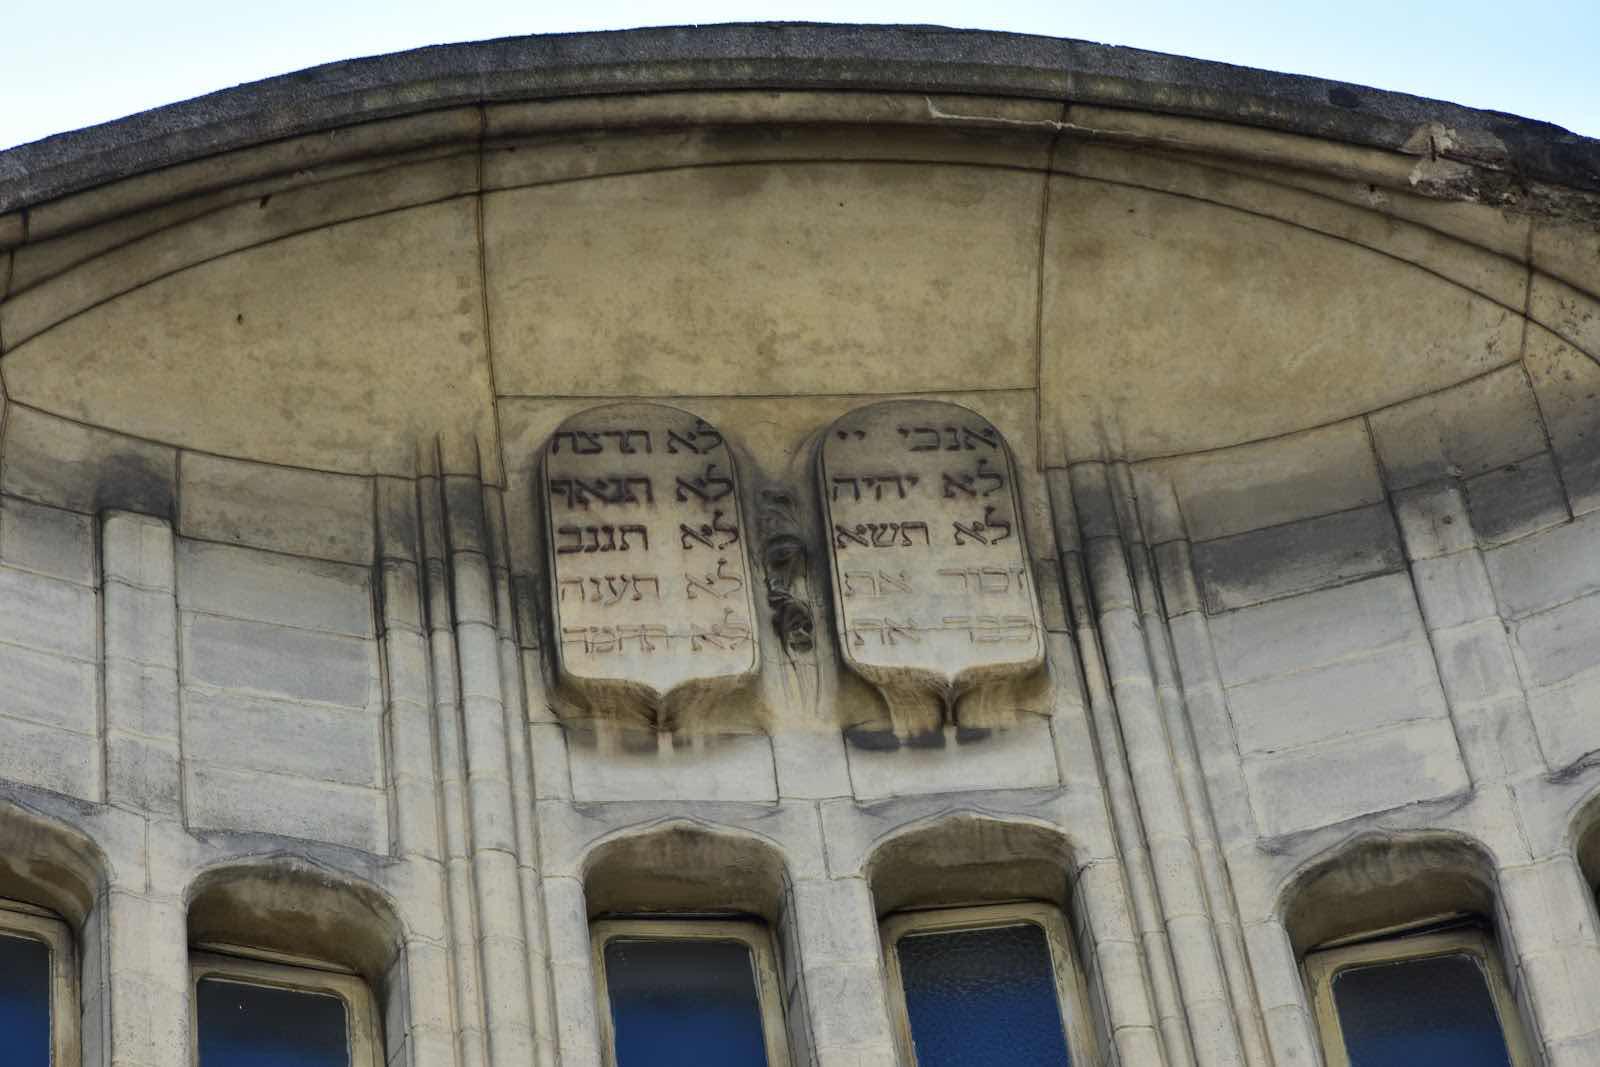 אנכי יי
לא יהיה
לא תשא
זכור את
כבד את
לא תרצח
לא תנאף
לא תגנב
לא תענה
לא תחמד